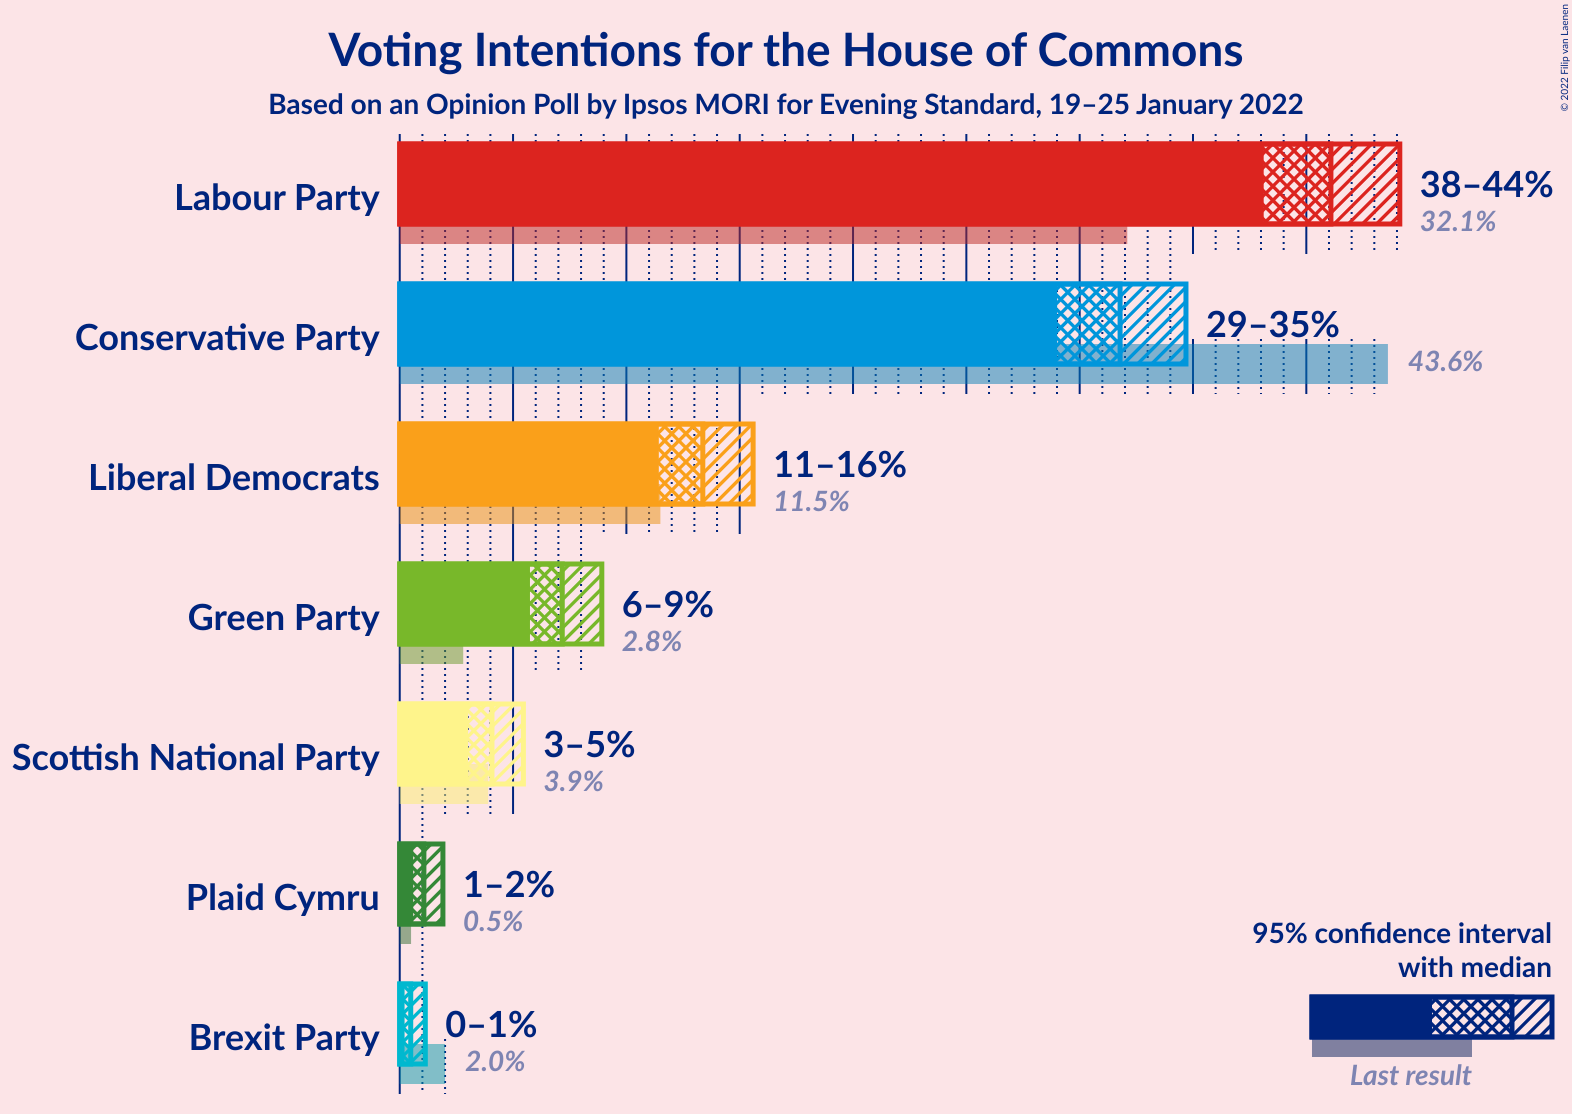 Voting Intentions for the House of Commons
Based on an Opinion Poll by Ipsos MORI for Evening Standard, 19–25 January 2022
© 2022 Filip van Laenen
Labour Party
38–44%
32.1%
Conservative Party
29–35%
43.6%
Liberal Democrats
11–16%
11.5%
Green Party
6–9%
2.8%
Scottish National Party
3–5%
3.9%
Plaid Cymru
1–2%
0.5%
Brexit Party
0–1%
2.0%
95% confidence interval
with median
Last result